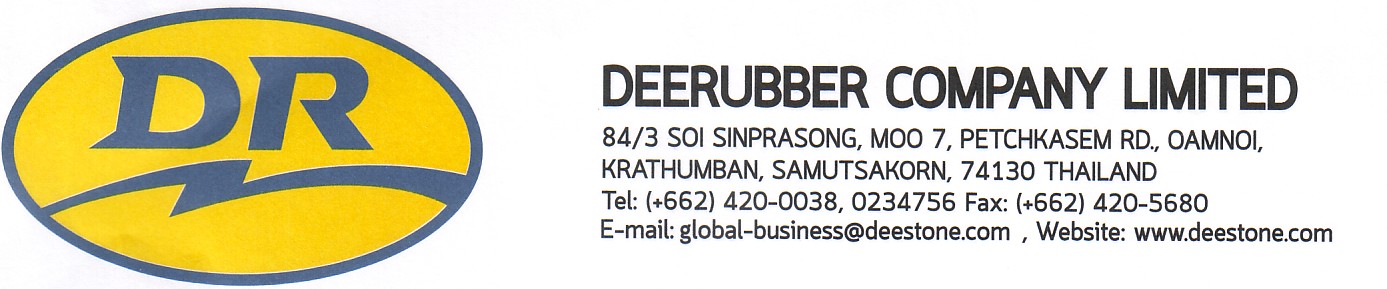 DR
DEERUBBER COMPANY LIMITED
84/3 SOI SINPRASONG, MOO 7, PETCHKASEM RD., OAMNOI,
KRATHUMBAN, SAMUTSAKORN, 74130 THAILAND
Tel: (+662) 420-0038, 0234756 Fax: (+662) 420-5680
E-mail: global-business@deestone.com , Website: www.deestone.com